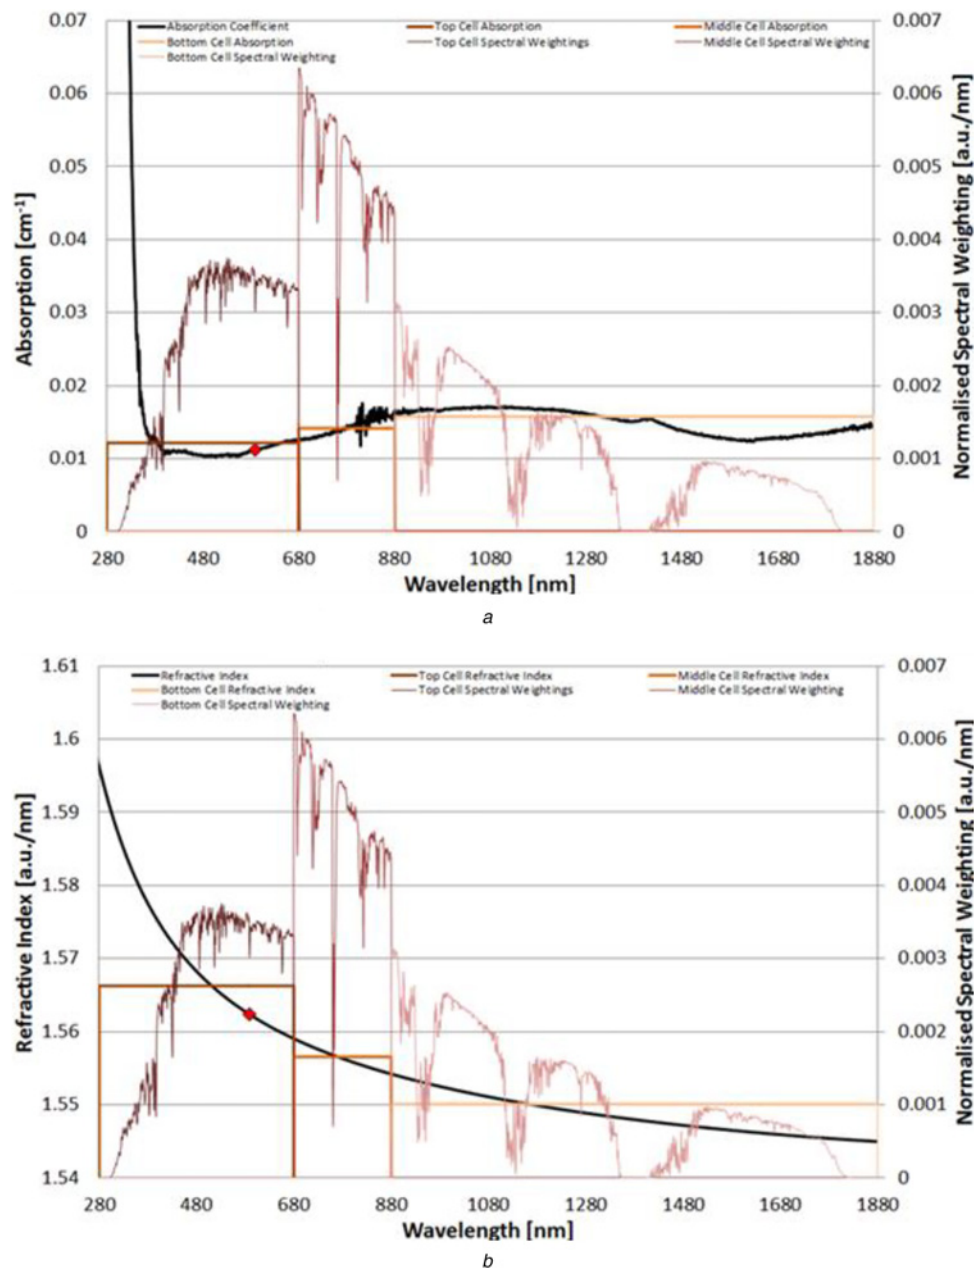 0.07 0.007
Absorption Coefficient Top Cell Absorption Middle Cell Absorption
Bottom Cell Absorption Top Cell Spectral Weightings Middle Cell Spectral Weighting
Bottom Cell Spectral Weighting
0.06 0.006
0.05 0.005
0.04 0.004
0.03 0.003
0.02 0.002
0.01 0.001
0 0
Absorption [cm-1]
Normalised Spectral Weighting [a.u./nm]
280 480 680 880 1080 1280 1480 1680 1880
Wavelength [nm]
a
1.61 0.007
Refractive Index Top Cell Refractive Index Middle Cell Refractive Index
Bottom Cell Refractive Index Top Cell Spectral Weightings Middle Cell Spectral Weighting
Bottom Cell Spectral Weighting
1.6 0.006
1.59 0.005
1.58 0.004
1.57 0.003
1.56 0.002
1.55 0.001
1.54 0
Refractive Index [a.u./nm]
Normalised Spectral Weighting [a.u./nm]
280 480 680 880 1080 1280 1480 1680 1880
Wavelength [nm]
b